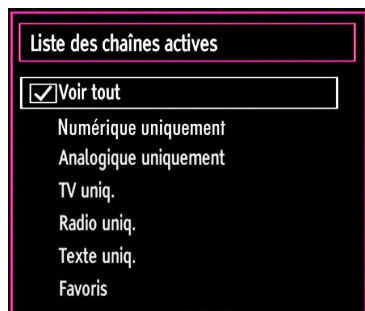 Liste des chaînes actives
Voir tout
Numérique uniquement
Analogique uniquement
TV uniq.
Radio uniq.
Texte uniq.
Favoris